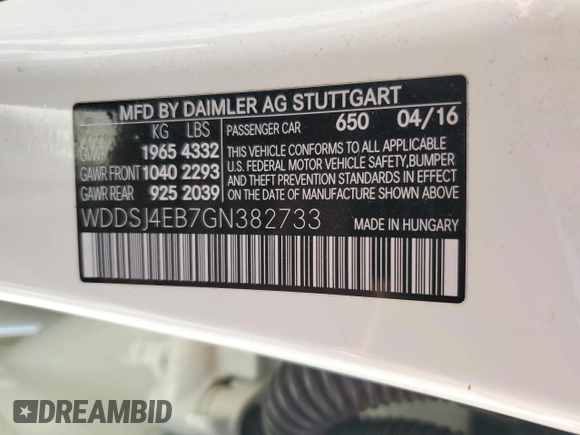 MFD BY DAIMLER AG STUTTGART
KG LBS
GVWR 1965 4332
GAWR FRONT 1040 2293
GAWR REAR 925 2039
PASSENGER CAR 650 04/16
THIS VEHICLE CONFORMS TO ALL APPLICABLE
U.S. FEDERAL MOTOR VEHICLE SAFETY, BUMPER
AND THEFT PREVENTION STANDARDS IN EFFECT
ON THE DATE OF MANUFACTURE SHOWN ABOVE.
WDDSJ4EB7GN382733
MADE IN HUNGARY
DREAMBID